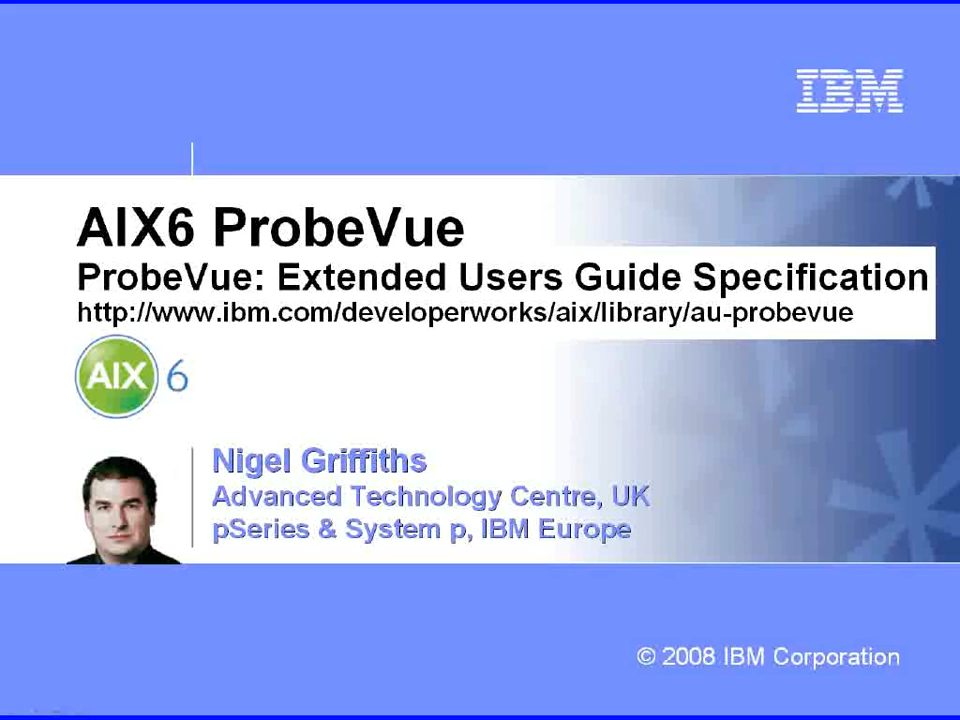 IBM
AIX6 ProbeVue
ProbeVue: Extended Users Guide Specification
http://www.ibm.com/developerworks/aix/library/au-probevue
AIX 6
Nigel Griffiths
Advanced Technology Centre, UK
pSeries & System p, IBM Europe
© 2008 IBM Corporation